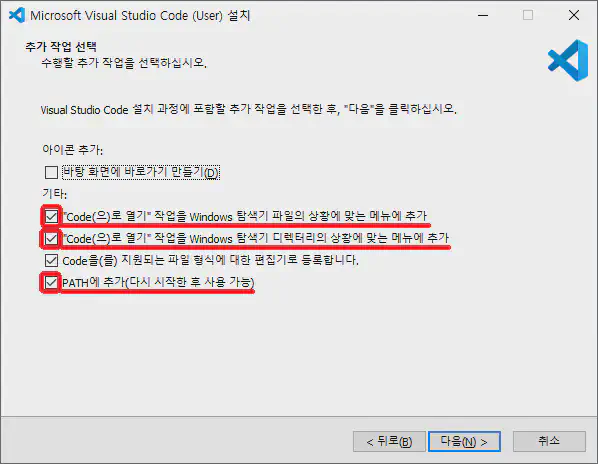 Microsoft Visual Studio Code (User) 설치
추가 작업 선택
수행할 추가 작업을 선택하십시오.
Visual Studio Code 설치 과정에 포함할 추가 작업을 선택한 후, "다음"을 클릭하십시오.
아이콘 추가:
바탕 화면에 바로가기 만들기(D)
기타:
"Code(으)로 열기" 작업을 Windows 탐색기 파일의 상황에 맞는 메뉴에 추가
"Code(으)로 열기" 작업을 Windows 탐색기 디렉터리의 상황에 맞는 메뉴에 추가
Code을(를) 지원되는 파일 형식에 대한 편집기로 등록합니다.
PATH에 추가(다시 시작한 후 사용 가능)
< 뒤로(B) 다음(N) > 취소